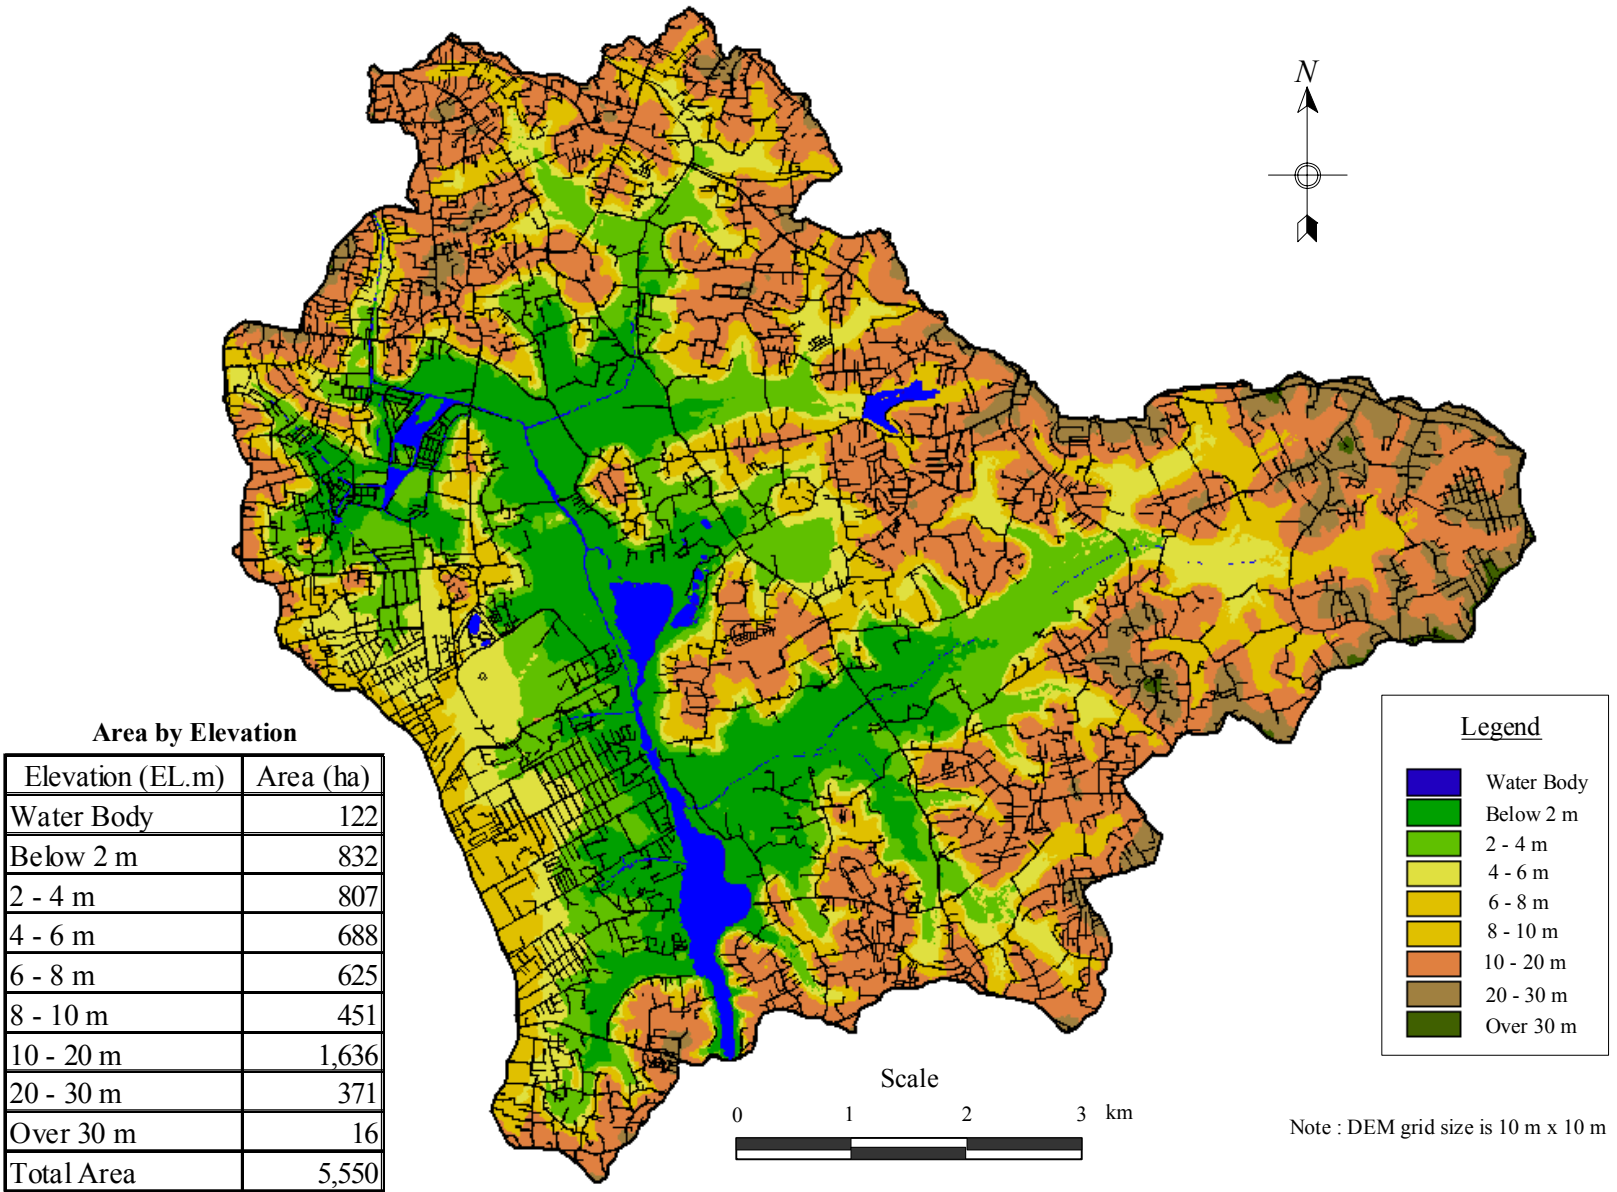 N
Area by Elevation
Elevation (EL.m) Area (ha)
Water Body 122
Below 2 m 832
2 - 4 m 807
4 - 6 m 688
6 - 8 m 625
8 - 10 m 451
10 - 20 m 1,636
20 - 30 m 371
Over 30 m 16
Total Area 5,550
Legend
Water Body
Below 2 m
2 - 4 m
4 - 6 m
6 - 8 m
8 - 10 m
10 - 20 m
20 - 30 m
Over 30 m
Scale
0 1 2 3 km
Note : DEM grid size is 10 m x 10 m